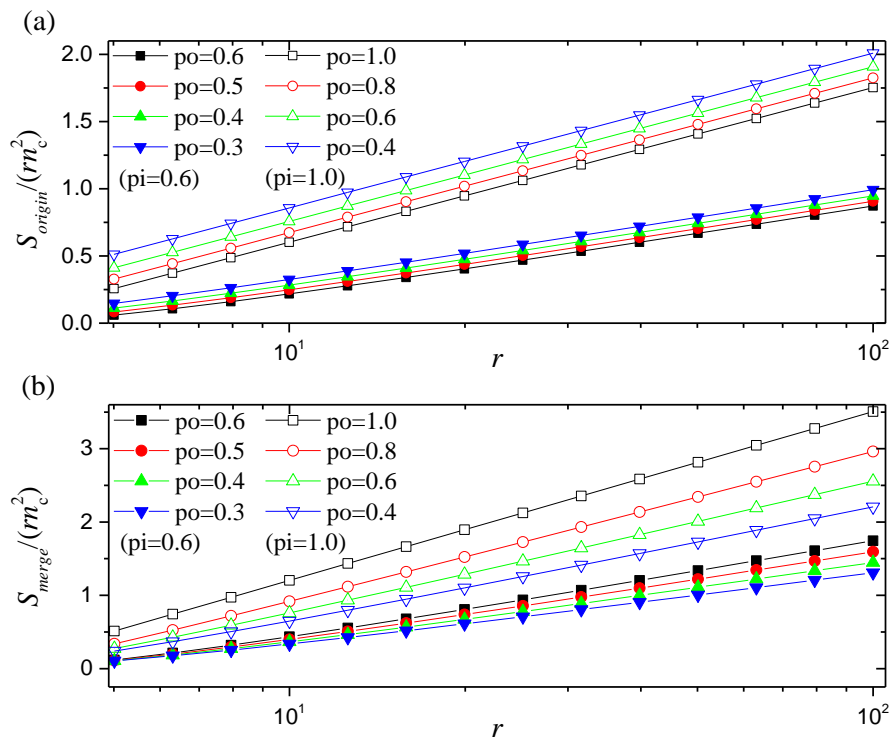 (a)
S_origin/(rn_c^2)
2.0
1.5
1.0
0.5
0.0
po=0.6 po=1.0
po=0.5 po=0.8
po=0.4 po=0.6
po=0.3 po=0.4
(pi=0.6) (pi=1.0)
10^1 10^2
r
(b)
S_merge/(rn_c^2)
3
2
1
0
po=0.6 po=1.0
po=0.5 po=0.8
po=0.4 po=0.6
po=0.3 po=0.4
(pi=0.6) (pi=1.0)
10^1 10^2
r